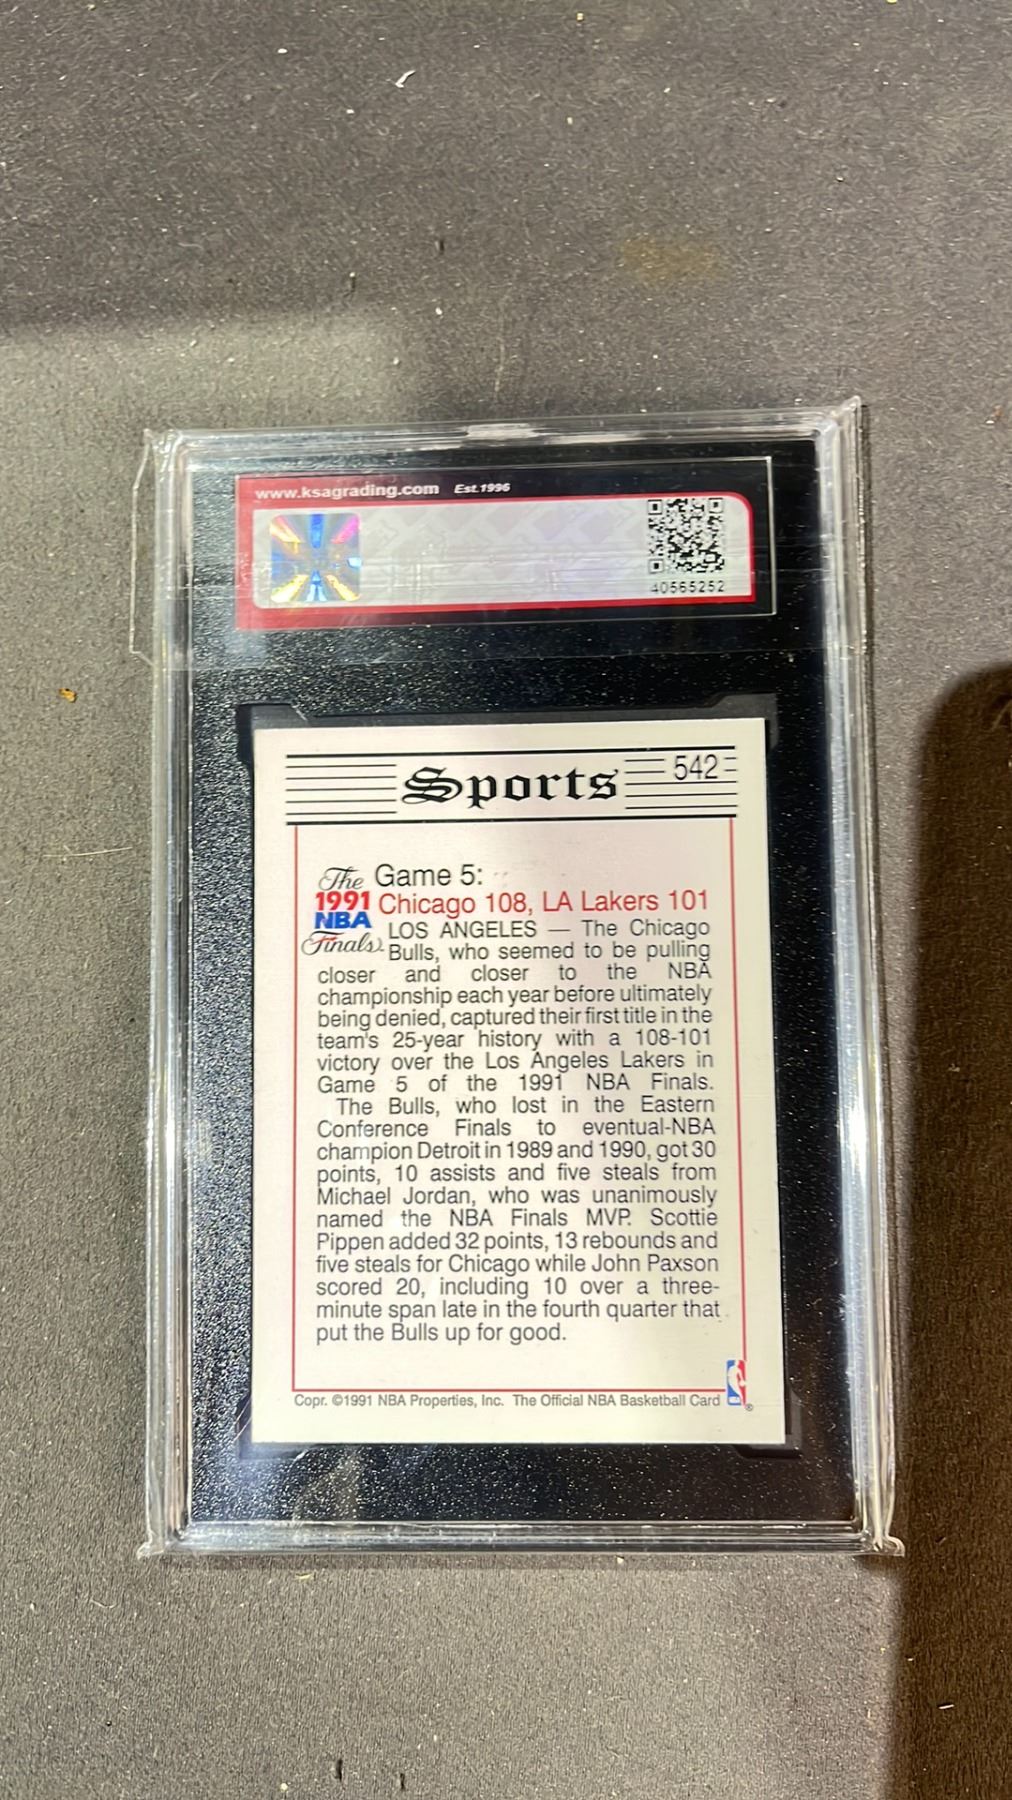 www.ksagrading.com Est.1996
40565252
Sports 542
The 1991 NBA Finals
Game 5:
Chicago 108, LA Lakers 101
LOS ANGELES — The Chicago
Bulls, who seemed to be pulling
closer and closer to the NBA
championship each year before ultimately
being denied, captured their first title in the
team's 25-year history with a 108-101
victory over the Los Angeles Lakers in
Game 5 of the 1991 NBA Finals.
The Bulls, who lost in the Eastern
Conference Finals to eventual-NBA
champion Detroit in 1989 and 1990, got 30
points, 10 assists and five steals from
Michael Jordan, who was unanimously
named the NBA Finals MVP. Scottie
Pippen added 32 points, 13 rebounds and
five steals for Chicago while John Paxson
scored 20, including 10 over a three-
minute span late in the fourth quarter that
put the Bulls up for good.
Copr. ©1991 NBA Properties, Inc. The Official NBA Basketball Card